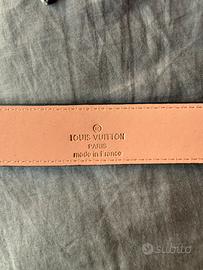 LOUIS VUITTON
PARIS
made in France
subito